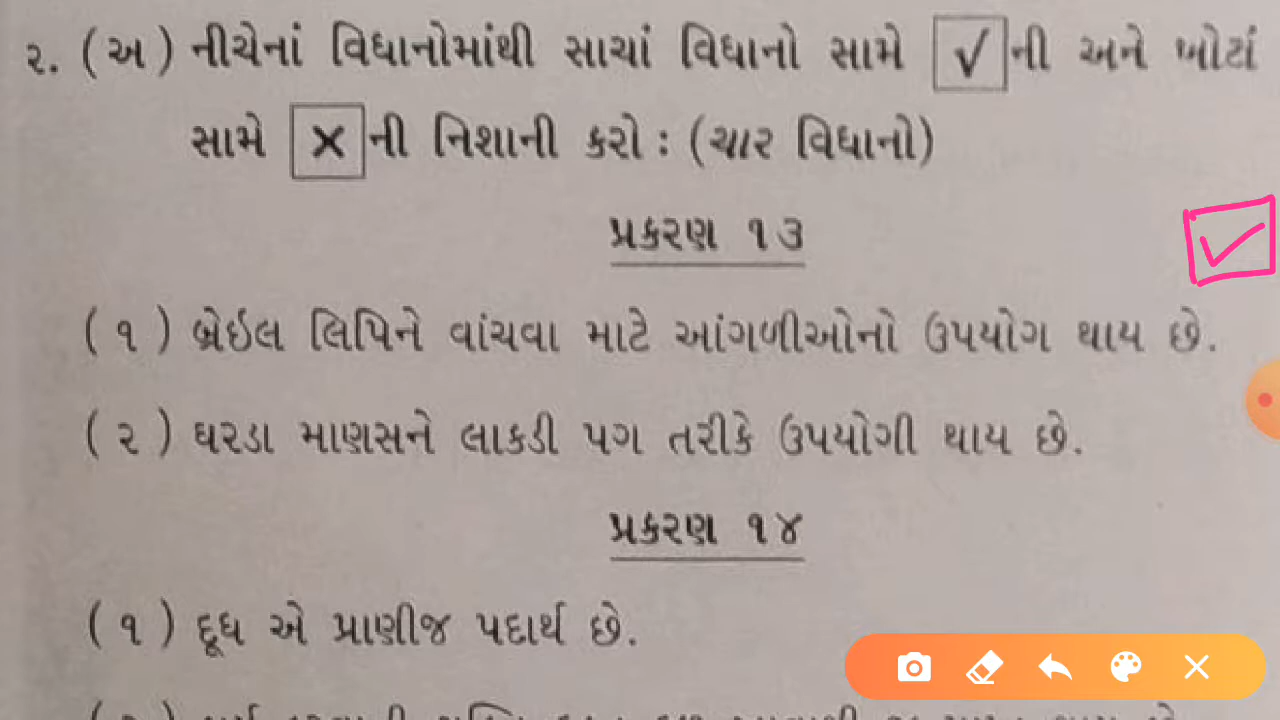 ૨. (અ) નીચેનાં વિધાનોમાંથી સાચાં વિધાનો સામે √ ની અને ખોટાં
સામે × ની નિશાની કરો : (ચાર વિધાનો)
પ્રકરણ ૧૩
(૧) બ્રેઇલ લિપિને વાંચવા માટે આંગળીઓનો ઉપયોગ થાય છે.
(૨) ઘરડા માણસને લાકડી પગ તરીકે ઉપયોગી થાય છે.
પ્રકરણ ૧૪
(૧) દૂધ એ પ્રાણીજ પદાર્થ છે.